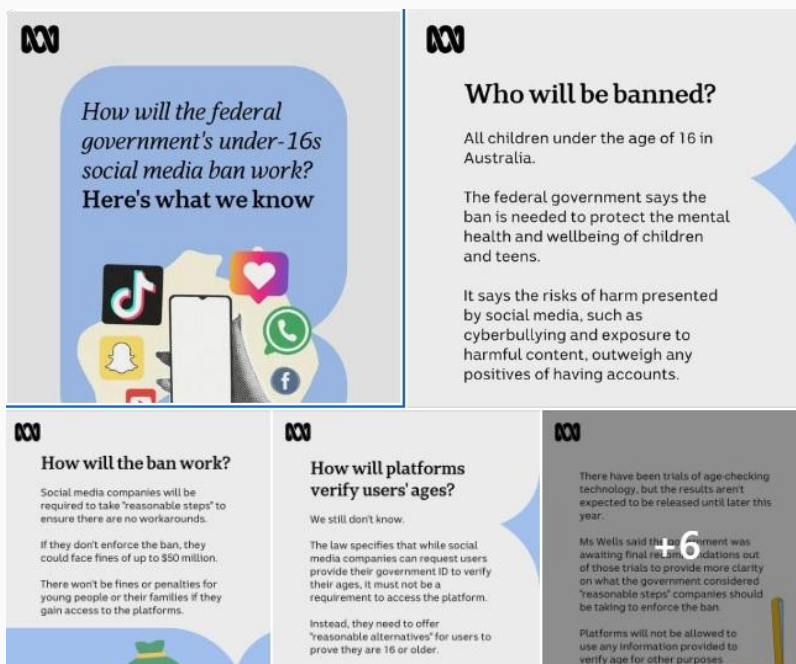 How will the federal
government's under-16s
social media ban work?
Here's what we know
Who will be banned?
All children under the age of 16 in
Australia.
The federal government says the
ban is needed to protect the mental
health and wellbeing of children
and teens.
It says the risks of harm presented
by social media, such as
cyberbullying and exposure to
harmful content, outweigh any
positives of having accounts.
How will the ban work?
Social media companies will be
required to take "reasonable steps" to
ensure there are no workarounds.
If they don't enforce the ban, they
could face fines of up to $50 million.
There won't be fines or penalties for
young people or their families if they
gain access to the platforms.
How will platforms
verify users' ages?
We still don't know.
The law specifies that while social
media companies can request users
provide their government ID to verify
their ages, it must not be a
requirement to access the platform.
Instead, they need to offer
"reasonable alternatives" for users to
prove they are 16 or older.
There have been trials of age-checking
technology, but the results aren't
expected to be released until later this
year.
Ms Wells said the government was
awaiting final recommendations out
of those trials to provide more clarity
on what the government considered
"reasonable steps" companies should
be taking to enforce the ban.
+6
Platforms will not be allowed to
use any information provided to
verify age for other purposes